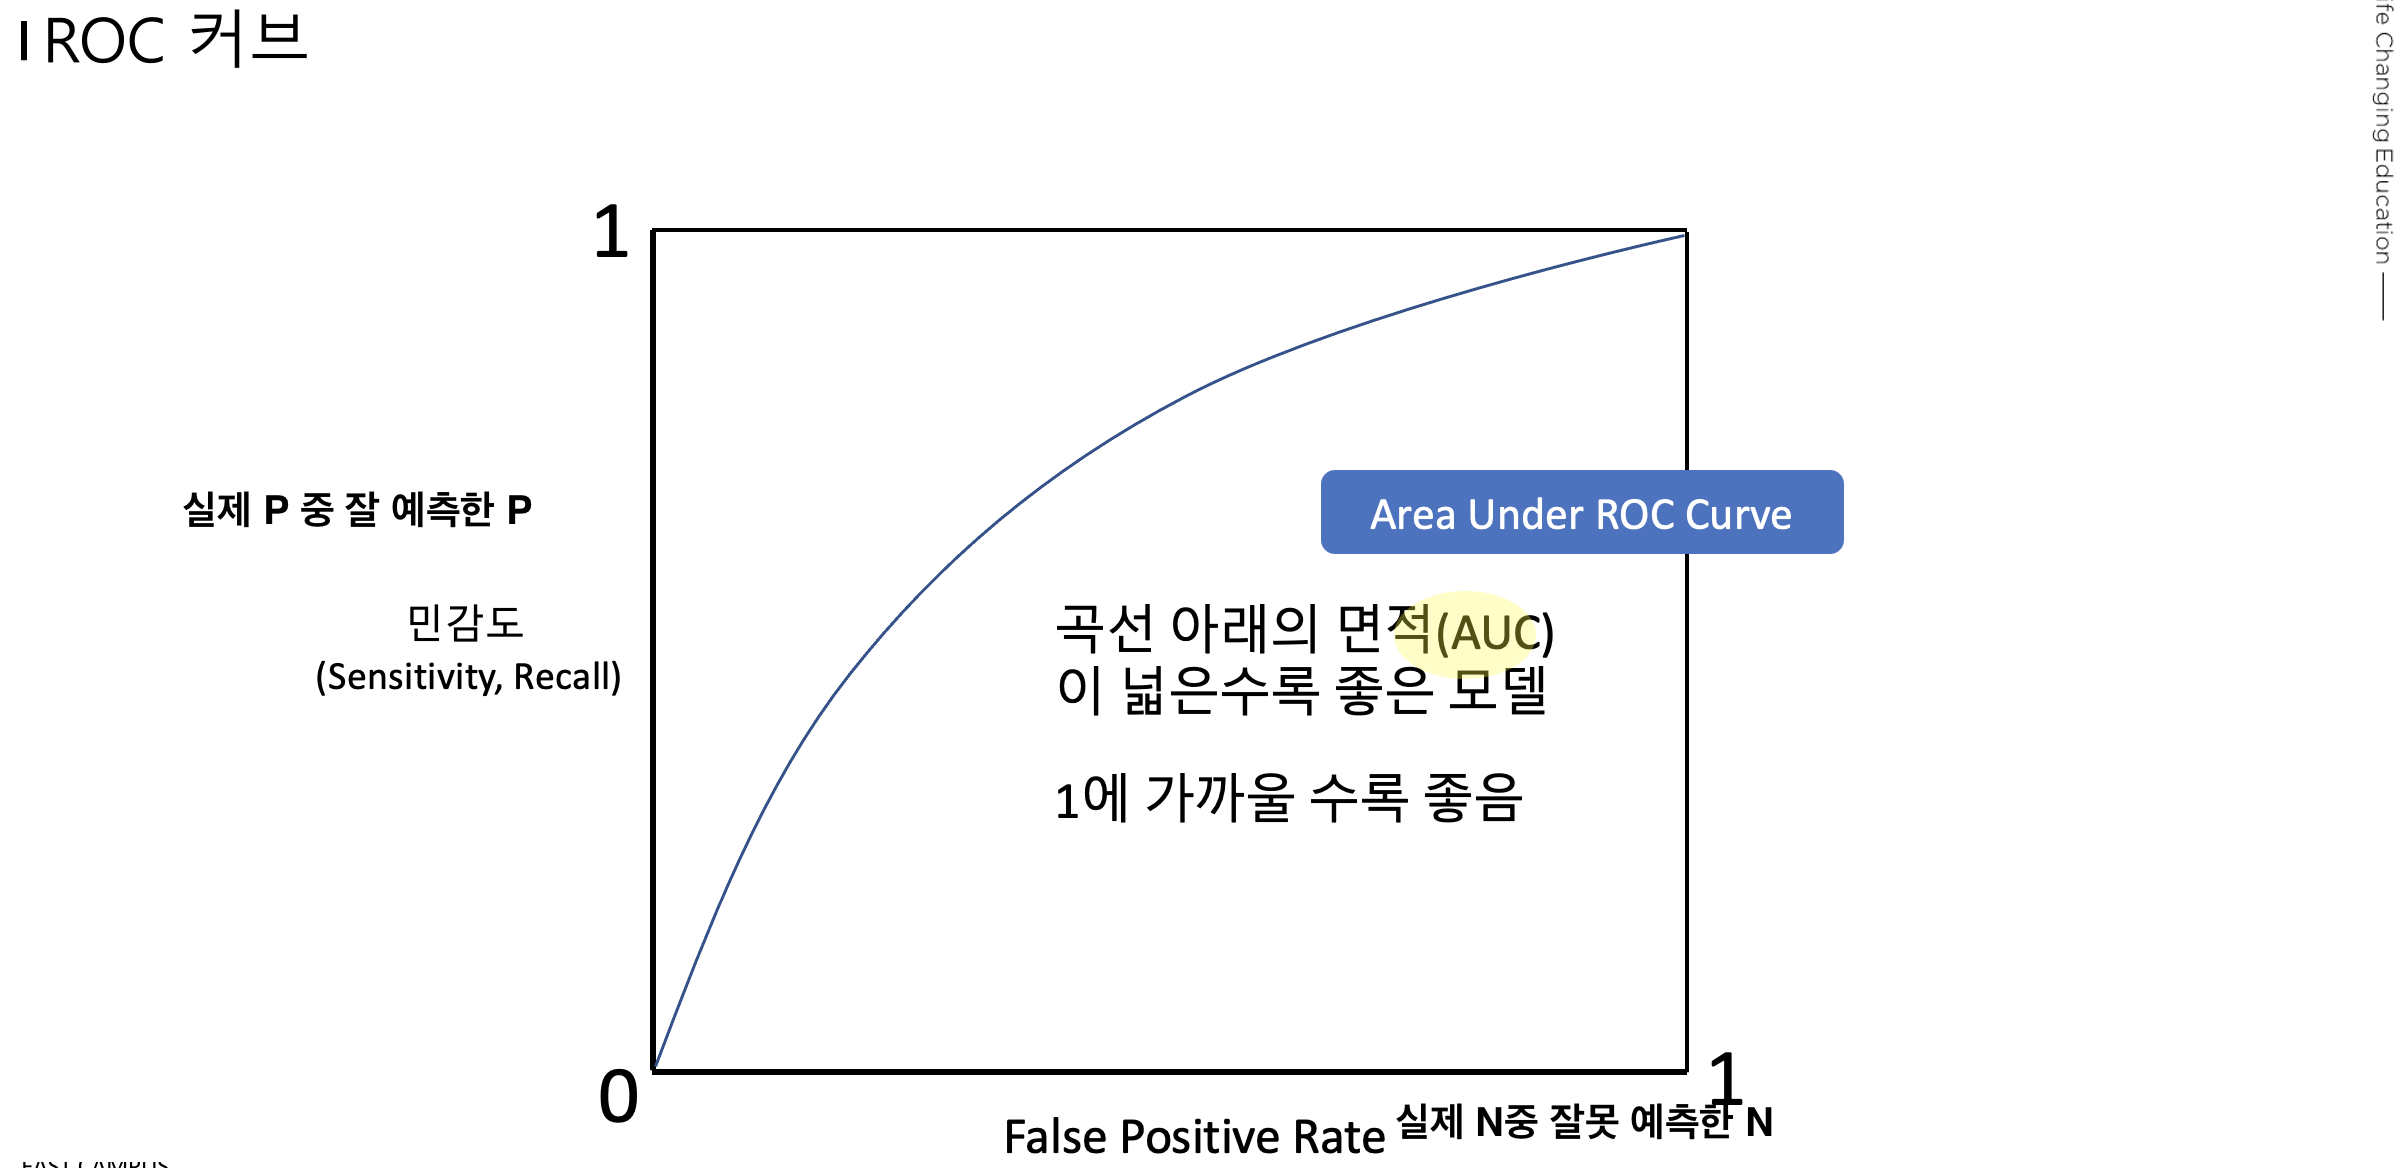 ROC 커브
ife Changing Education
1
실제 P 중 잘 예측한 P
Area Under ROC Curve
민감도
(Sensitivity, Recall)
곡선 아래의 면적(AUC)
이 넓은수록 좋은 모델
1에 가까울 수록 좋음
0
1
False Positive Rate 실제 N중 잘못 예측한 N
FAST CAMPUS